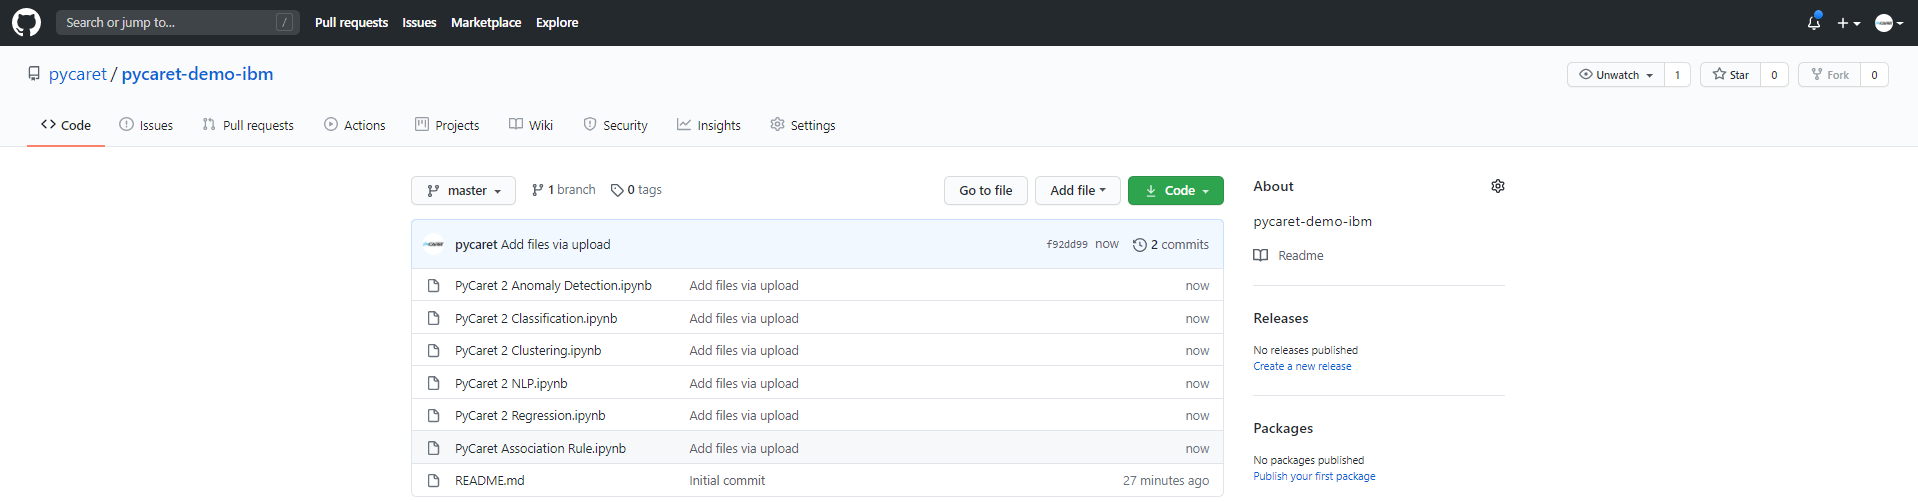 Search or jump to... /
Pull requests Issues Marketplace Explore
pycaret / pycaret-demo-ibm
Unwatch 1 Star 0 Fork 0
Code Issues Pull requests Actions Projects Wiki Security Insights Settings
master 1 branch 0 tags Go to file Add file Code
pycaret Add files via upload f92dd99 now 2 commits
PyCaret 2 Anomaly Detection.ipynb Add files via upload now
PyCaret 2 Classification.ipynb Add files via upload now
PyCaret 2 Clustering.ipynb Add files via upload now
PyCaret 2 NLP.ipynb Add files via upload now
PyCaret 2 Regression.ipynb Add files via upload now
PyCaret Association Rule.ipynb Add files via upload now
README.md Initial commit 27 minutes ago
About
pycaret-demo-ibm
Readme
Releases
No releases published
Create a new release
Packages
No packages published
Publish your first package